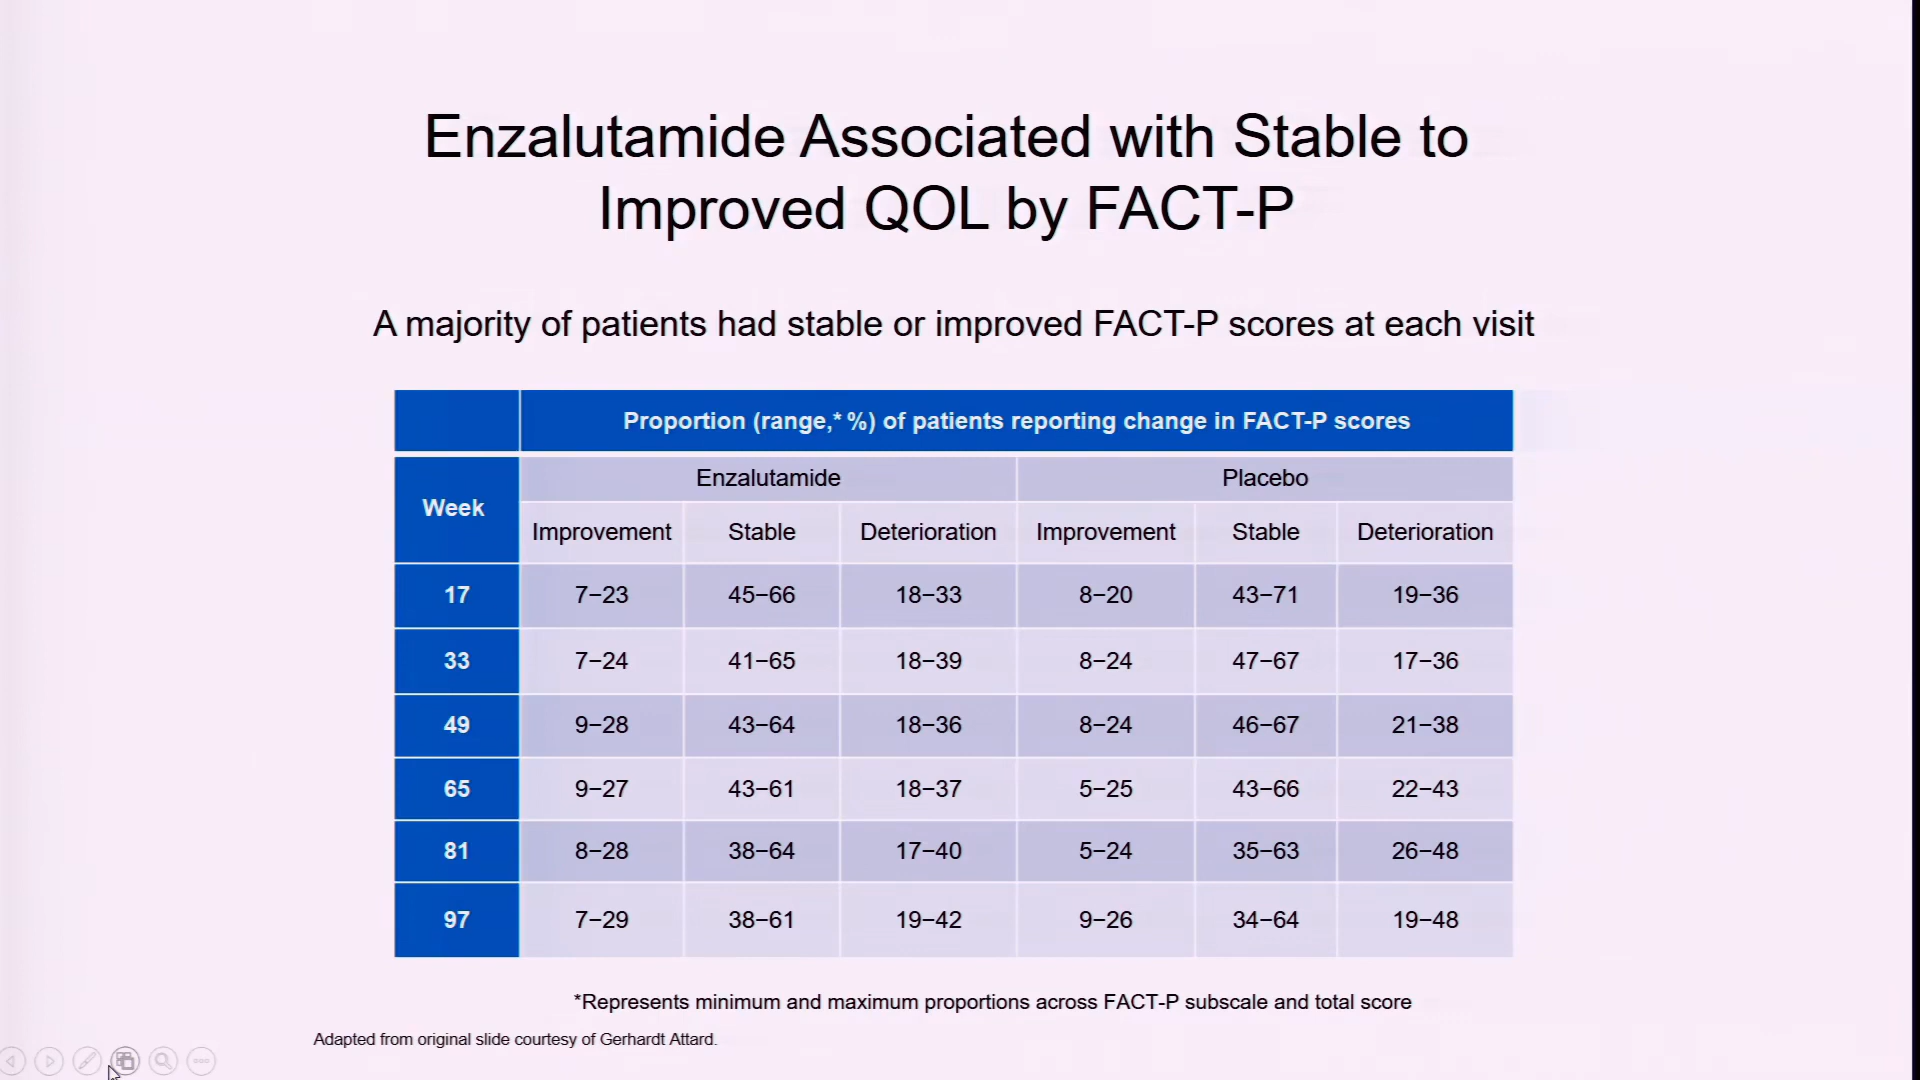 Enzalutamide Associated with Stable to
Improved QOL by FACT-P
A majority of patients had stable or improved FACT-P scores at each visit
Proportion (range,* %) of patients reporting change in FACT-P scores
Week
Enzalutamide Placebo
Improvement Stable Deterioration Improvement Stable Deterioration
17 7–23 45–66 18–33 8–20 43–71 19–36
33 7–24 41–65 18–39 8–24 47–67 17–36
49 9–28 43–64 18–36 8–24 46–67 21–38
65 9–27 43–61 18–37 5–25 43–66 22–43
81 8–28 38–64 17–40 5–24 35–63 26–48
97 7–29 38–61 19–42 9–26 34–64 19–48
*Represents minimum and maximum proportions across FACT-P subscale and total score
Adapted from original slide courtesy of Gerhardt Attard.